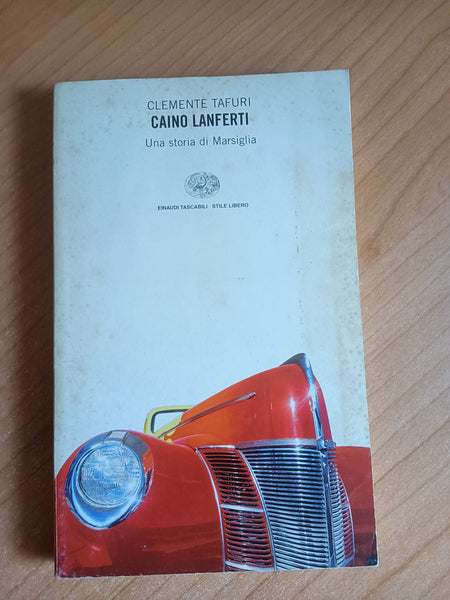 CLEMENTE TAFURI
CAINO LANFERTI
Una storia di Marsiglia
EINAUDI TASCABILI STILE LIBERO